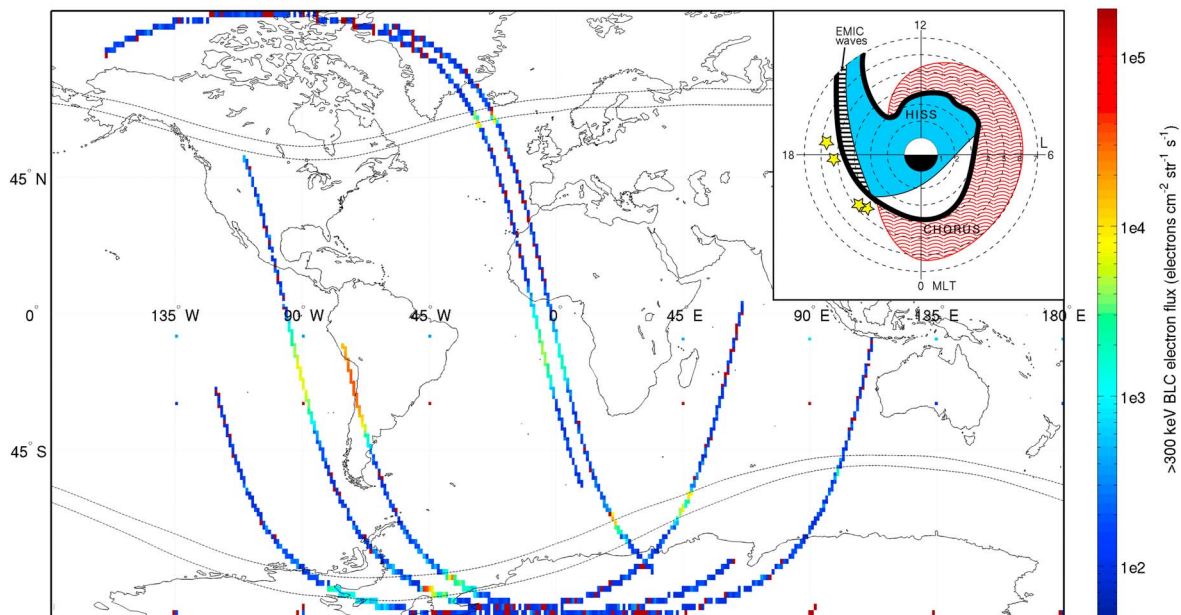 12
EMIC
waves
HISS
18
L
2
6
CHORUS
0 MLT
45° N
0°
135° W
90° W
45° W
0° E
45° E
90° E
135° E
180° E
45° S
1e5
1e4
1e3
1e2
>300 keV BLC electron flux (electrons cm⁻² str⁻¹ s⁻¹)